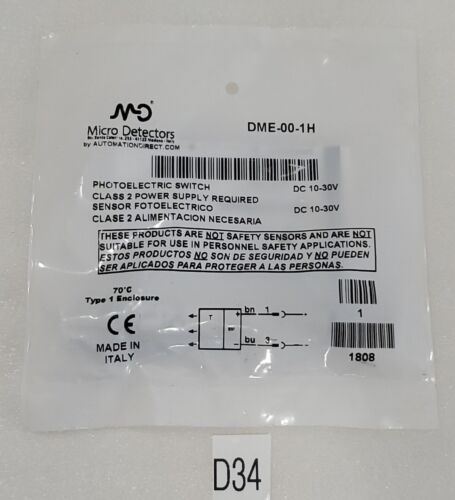 MD
DME-00-1H
Micro Detectors
by AUTOMATIONDIRECT.COM
PHOTOELECTRIC SWITCH DC 10-30V
CLASS 2 POWER SUPPLY REQUIRED
SENSOR FOTOELECTRICO DC 10-30V
CLASE 2 ALIMENTACION NECESARIA
THESE PRODUCTS ARE NOT SAFETY SENSORS AND ARE NOT
SUITABLE FOR USE IN PERSONNEL SAFETY APPLICATIONS.
ESTOS PRODUCTOS NO SON DE SEGURIDAD Y NO PUEDEN
SER APLICADOS PARA PROTEGER A LAS PERSONAS.
70°C
Type 1 Enclosure
CE
MADE IN
ITALY
T
bn 1
+
bu 3
-
1
1808
D34